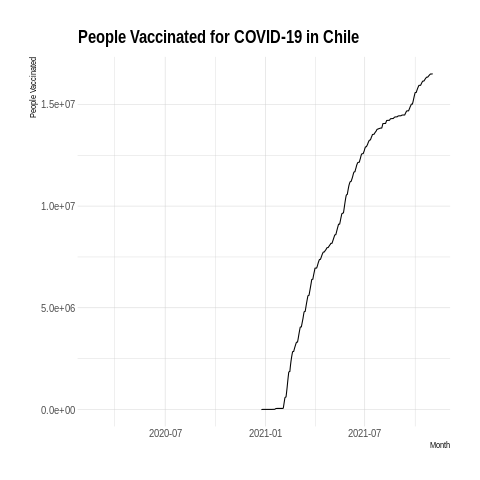 People Vaccinated for COVID-19 in Chile
People Vaccinated
1.5e+07
1.0e+07
5.0e+06
0.0e+00
2020-07
2021-01
2021-07
Month